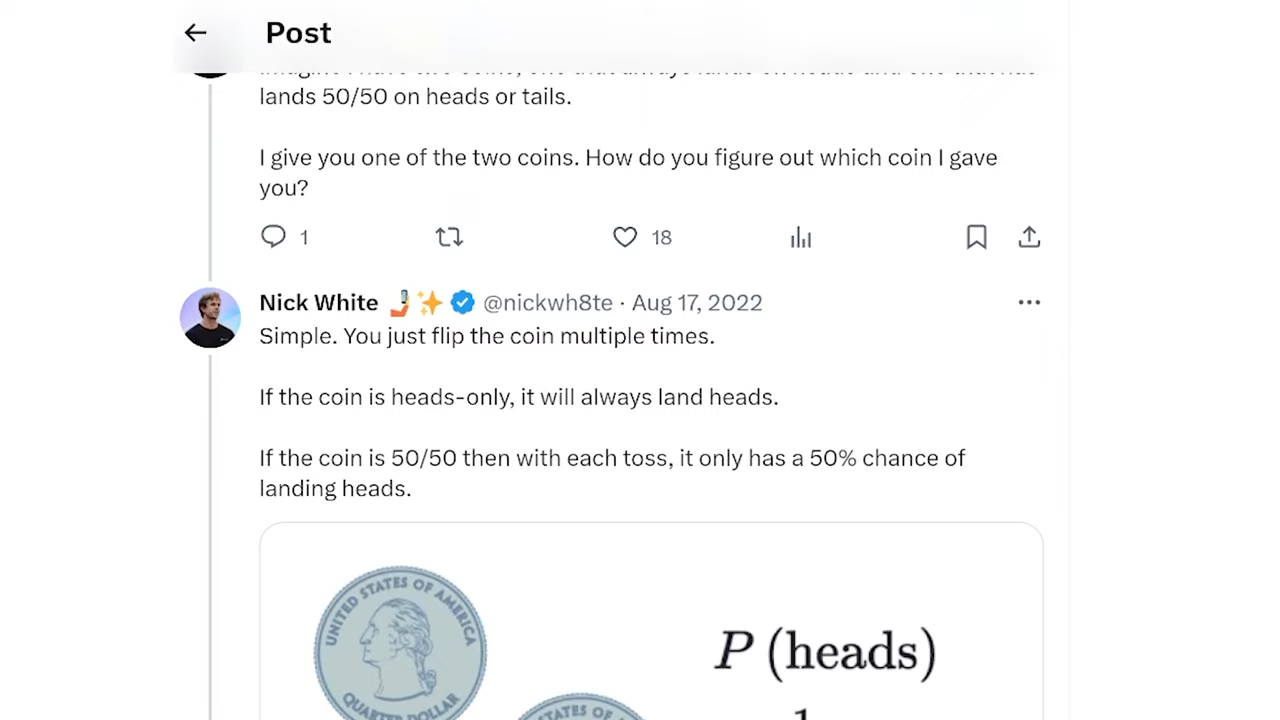 Post
lands 50/50 on heads or tails.
I give you one of the two coins. How do you figure out which coin I gave
you?
1 18
Nick White 🤳✨ @nickwh8te · Aug 17, 2022
Simple. You just flip the coin multiple times.
If the coin is heads-only, it will always land heads.
If the coin is 50/50 then with each toss, it only has a 50% chance of
landing heads.
UNITED STATES OF AMERICA
P (heads)
QUARTER DOLLAR